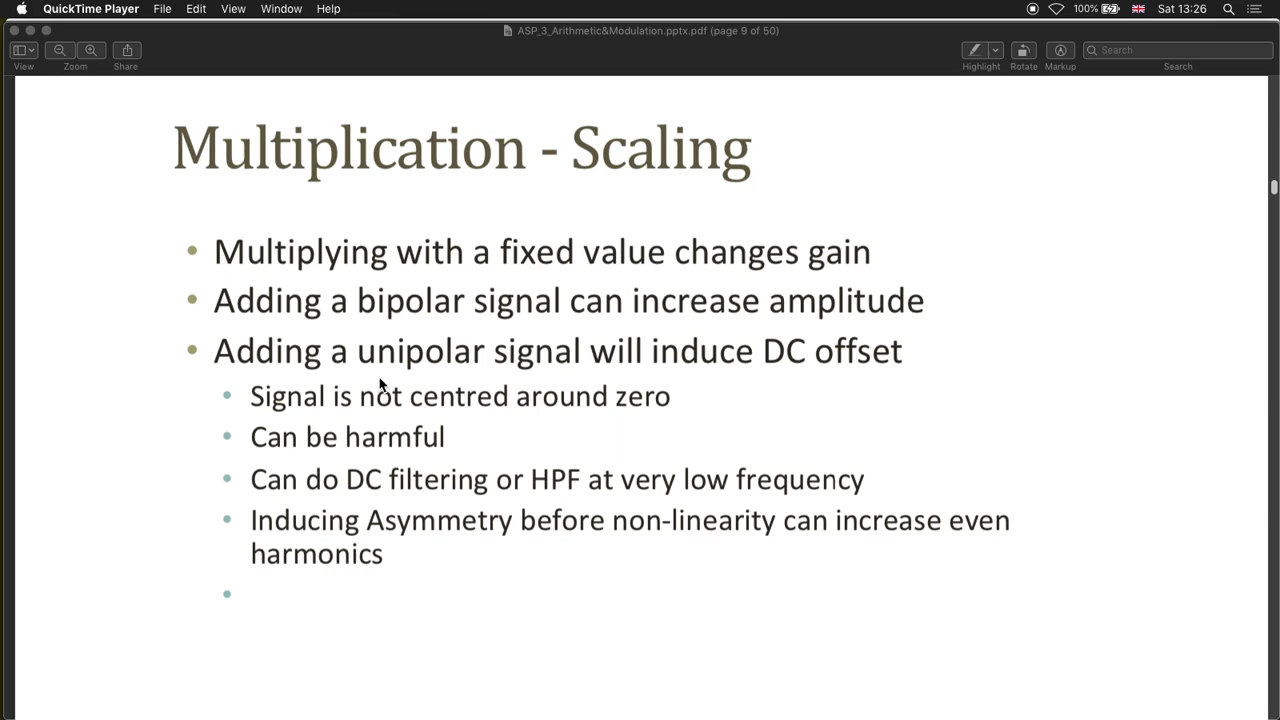 QuickTime Player File Edit View Window Help 100% Sat 13:26
ASP_3_Arithmetic&Modulation.pptx.pdf (page 9 of 50)
View Zoom Share Highlight Rotate Markup Search
Search
Multiplication - Scaling
• Multiplying with a fixed value changes gain
• Adding a bipolar signal can increase amplitude
• Adding a unipolar signal will induce DC offset
• Signal is not centred around zero
• Can be harmful
• Can do DC filtering or HPF at very low frequency
• Inducing Asymmetry before non-linearity can increase even
harmonics
•